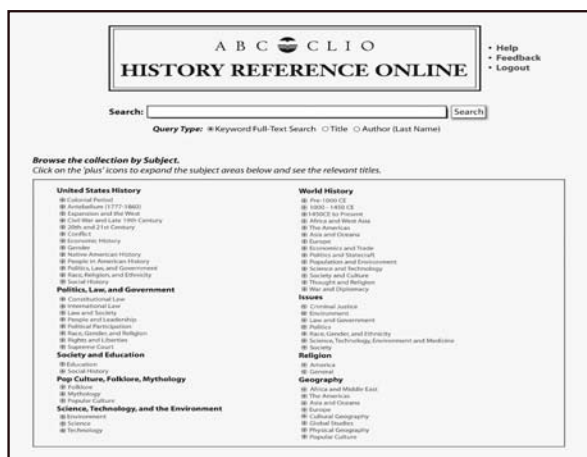 ABC CLIO
HISTORY REFERENCE ONLINE
• Help
• Feedback
• Logout
Search: Search
Query Type: Keyword/Full-Text Search Title Author (Last Name)
Browse the collection by Subject.
Click on the 'plus' icons to expand the subject areas below and see the relevant titles.
United States History
Colonial Period
Antebellum (1777-1860)
Expansion and the West
Civil War and Late 19th Century
20th and 21st Century
Conflict
Economic History
Gender
Native American History
People in American History
Politics, Law, and Government
Race, Religion, and Ethnicity
Social History
Politics, Law, and Government
Constitutional Law
International Law
Law and Society
People and Leadership
Political Participation
Race, Gender, and Religion
Rights and Liberties
Supreme Court
Society and Education
Education
Social History
Pop Culture, Folklore, Mythology
Folklore
Mythology
Popular Culture
Science, Technology, and the Environment
Environment
Science
Technology
World History
Pre-1000 CE
1000 - 1450 CE
1450CE to Present
Africa and West Asia
The Americas
Asia and Oceania
Europe
Economics and Trade
Politics and Statecraft
Population and Environment
Science and Technology
Society and Culture
Thought and Religion
War and Diplomacy
Issues
Criminal Justice
Environment
Law and Government
Politics
Race, Gender, and Ethnicity
Science, Technology, Environment and Medicine
Society
Religion
America
General
Geography
Africa and Middle East
The Americas
Asia and Oceania
Europe
Cultural Geography
Global Studies
Physical Geography
Popular Culture